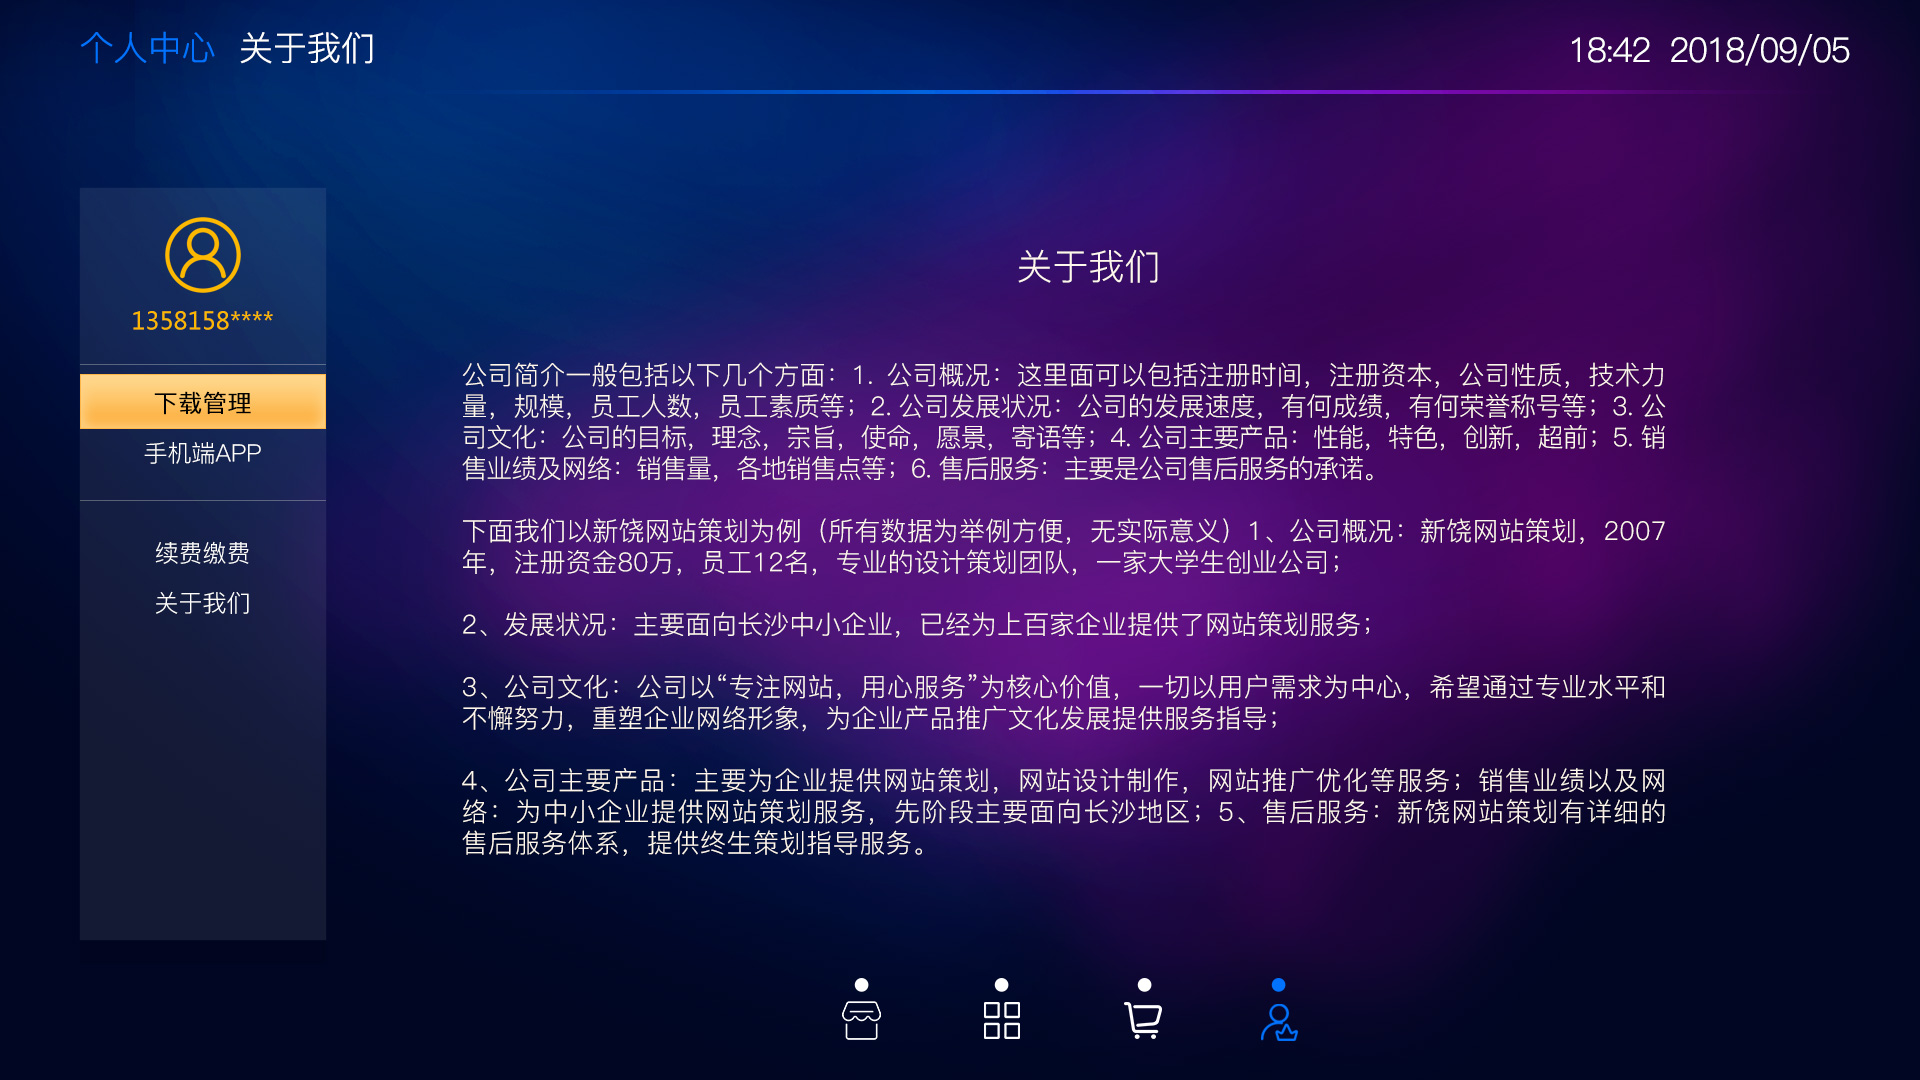 个人中心 关于我们
18:42 2018/09/05
1358158****
下载管理
手机端APP
续费缴费
关于我们
关于我们
公司简介一般包括以下几个方面：1. 公司概况：这里面可以包括注册时间，注册资本，公司性质，技术力
量，规模，员工人数，员工素质等；2. 公司发展状况：公司的发展速度，有何成绩，有何荣誉称号等；3. 公
司文化：公司的目标，理念，宗旨，使命，愿景，寄语等；4. 公司主要产品：性能，特色，创新，超前；5. 销
售业绩及网络：销售量，各地销售点等；6. 售后服务：主要是公司售后服务的承诺。
下面我们以新饶网站策划为例（所有数据为举例方便，无实际意义）1、公司概况：新饶网站策划，2007
年，注册资金80万，员工12名，专业的设计策划团队，一家大学生创业公司；
2、发展状况：主要面向长沙中小企业，已经为上百家企业提供了网站策划服务；
3、公司文化：公司以“专注网站，用心服务”为核心价值，一切以用户需求为中心，希望通过专业水平和
不懈努力，重塑企业网络形象，为企业产品推广文化发展提供服务指导；
4、公司主要产品：主要为企业提供网站策划，网站设计制作，网站推广优化等服务；销售业绩以及网
络：为中小企业提供网站策划服务，先阶段主要面向长沙地区；5、售后服务：新饶网站策划有详细的
售后服务体系，提供终生策划指导服务。